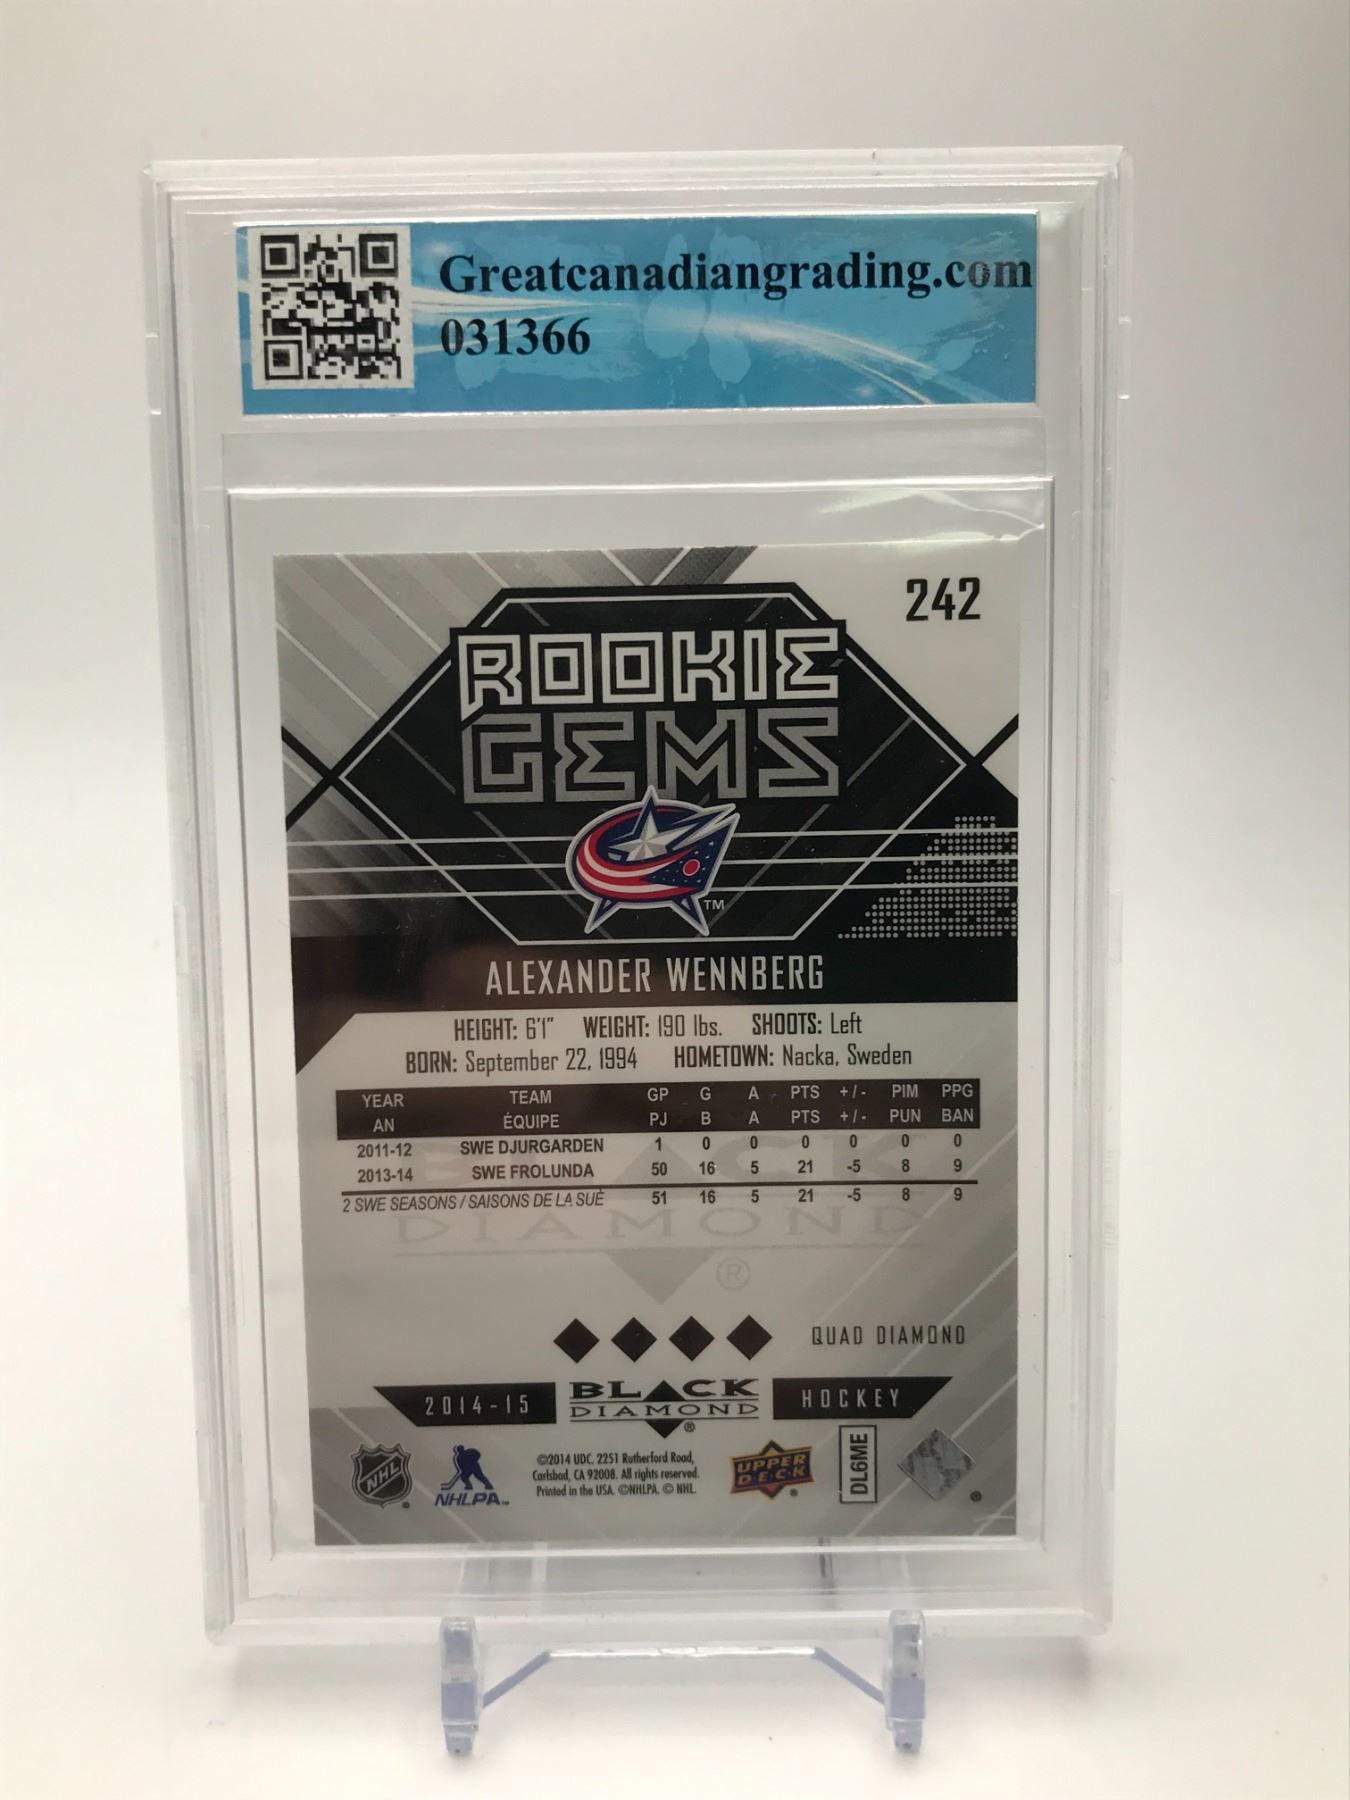 Greatcanadiangrading.com
031366
242
ROOKIE
GEMS
TM
ALEXANDER WENNBERG
HEIGHT: 6'1" WEIGHT: 190 lbs. SHOOTS: Left
BORN: September 22, 1994 HOMETOWN: Nacka, Sweden
YEAR TEAM GP G A PTS +/- PIM PPG
AN ÉQUIPE PJ B A PTS +/- PUN BAN
2011-12 SWE DJURGARDEN 1 0 0 0 0 0 0
2013-14 SWE FROLUNDA 50 16 5 21 -5 8 9
2 SWE SEASONS / SAISONS DE LA SUÈ 51 16 5 21 -5 8 9
BLACK
DIAMOND
®
QUAD DIAMOND
2014-15 BLACK DIAMOND ® HOCKEY
NHL ® NHLPA™
©2014 UDC. 2251 Rutherford Road,
Carlsbad, CA 92008. All rights reserved.
Printed in the USA. ©NHLPA. © NHL.
UPPER
DECK ®
DL6ME
®